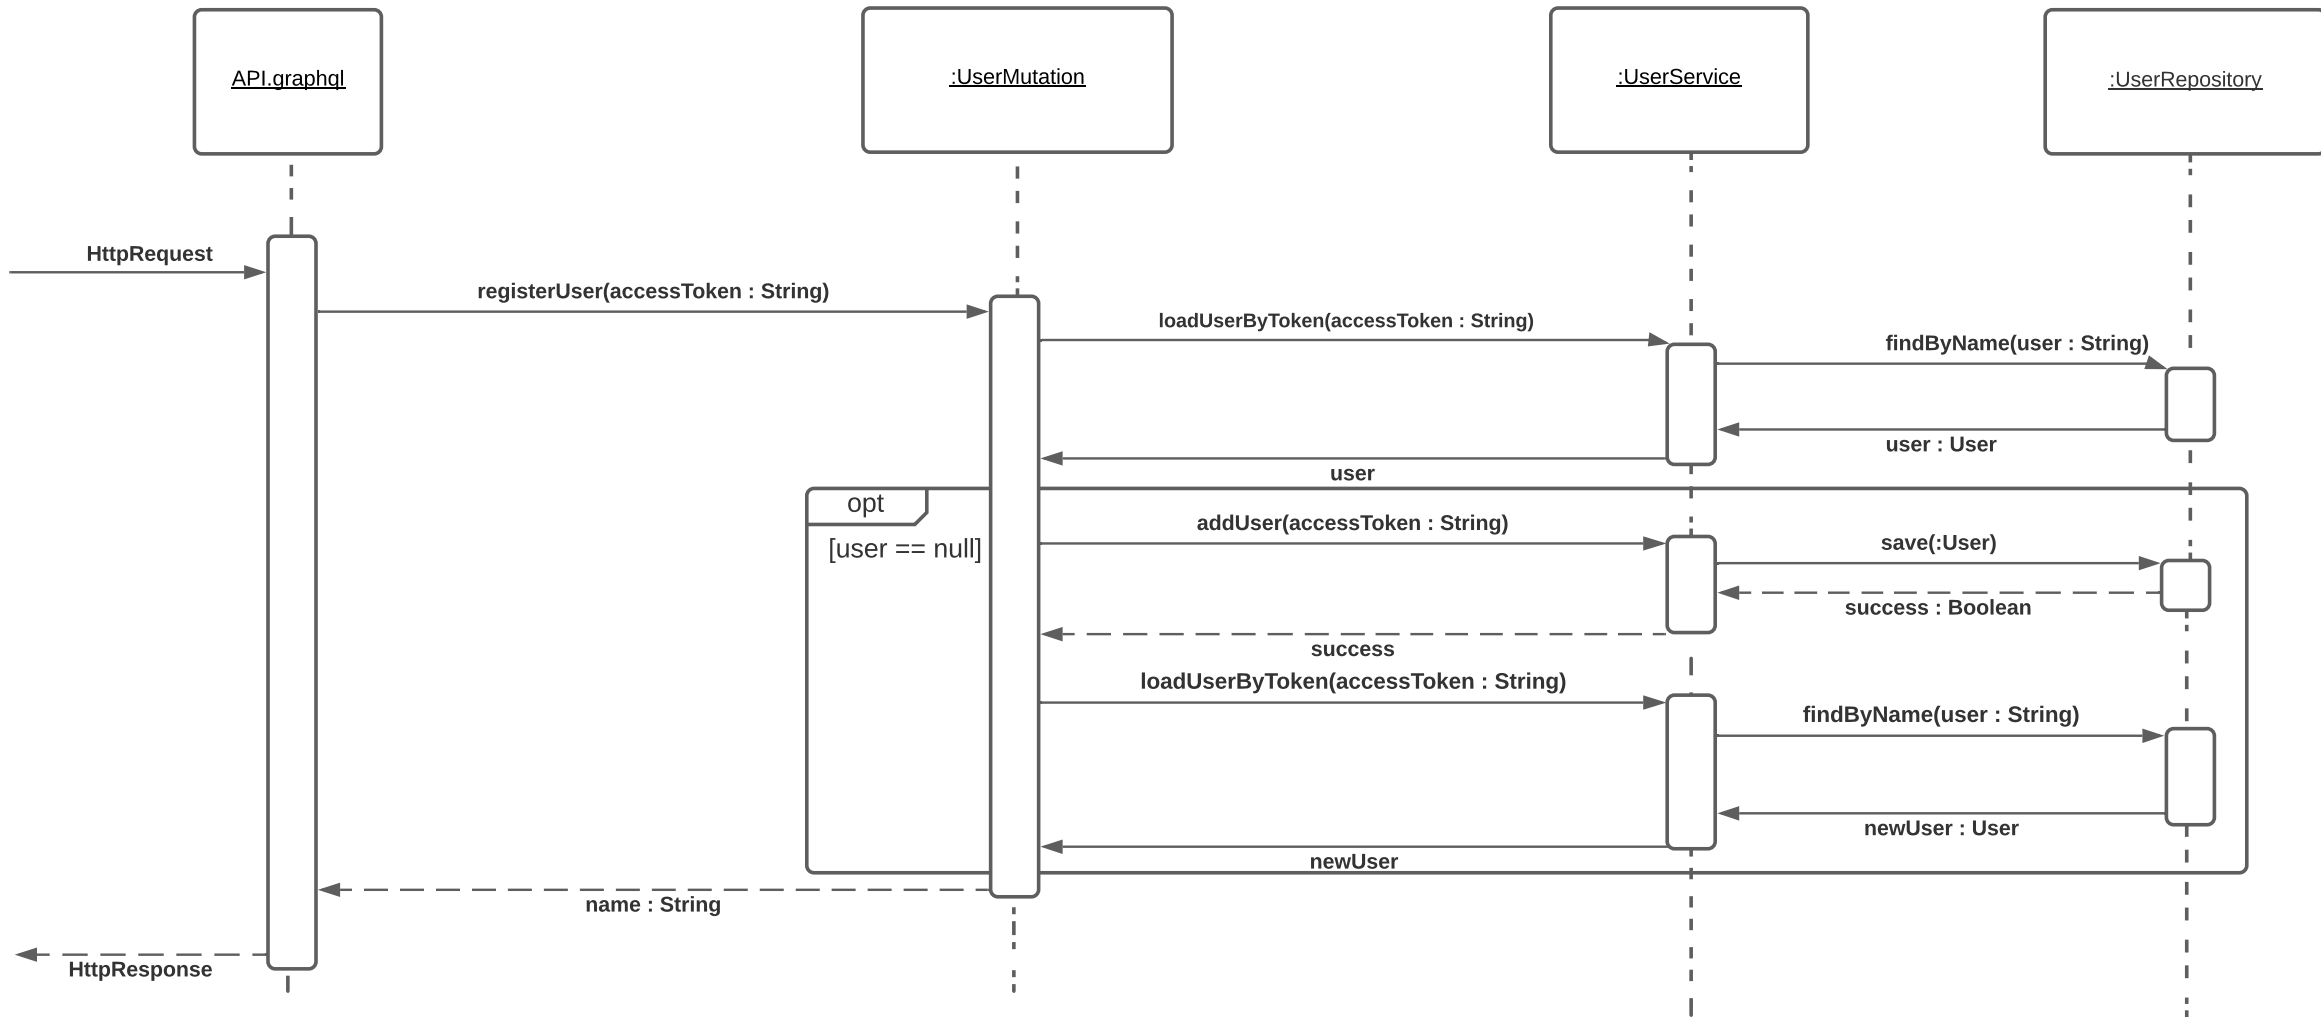 API.graphql
:UserMutation
:UserService
:UserRepository
HttpRequest
registerUser(accessToken : String)
loadUserByToken(accessToken : String)
findByName(user : String)
user : User
user
opt
[user == null]
addUser(accessToken : String)
save(:User)
success : Boolean
success
loadUserByToken(accessToken : String)
findByName(user : String)
newUser : User
newUser
name : String
HttpResponse